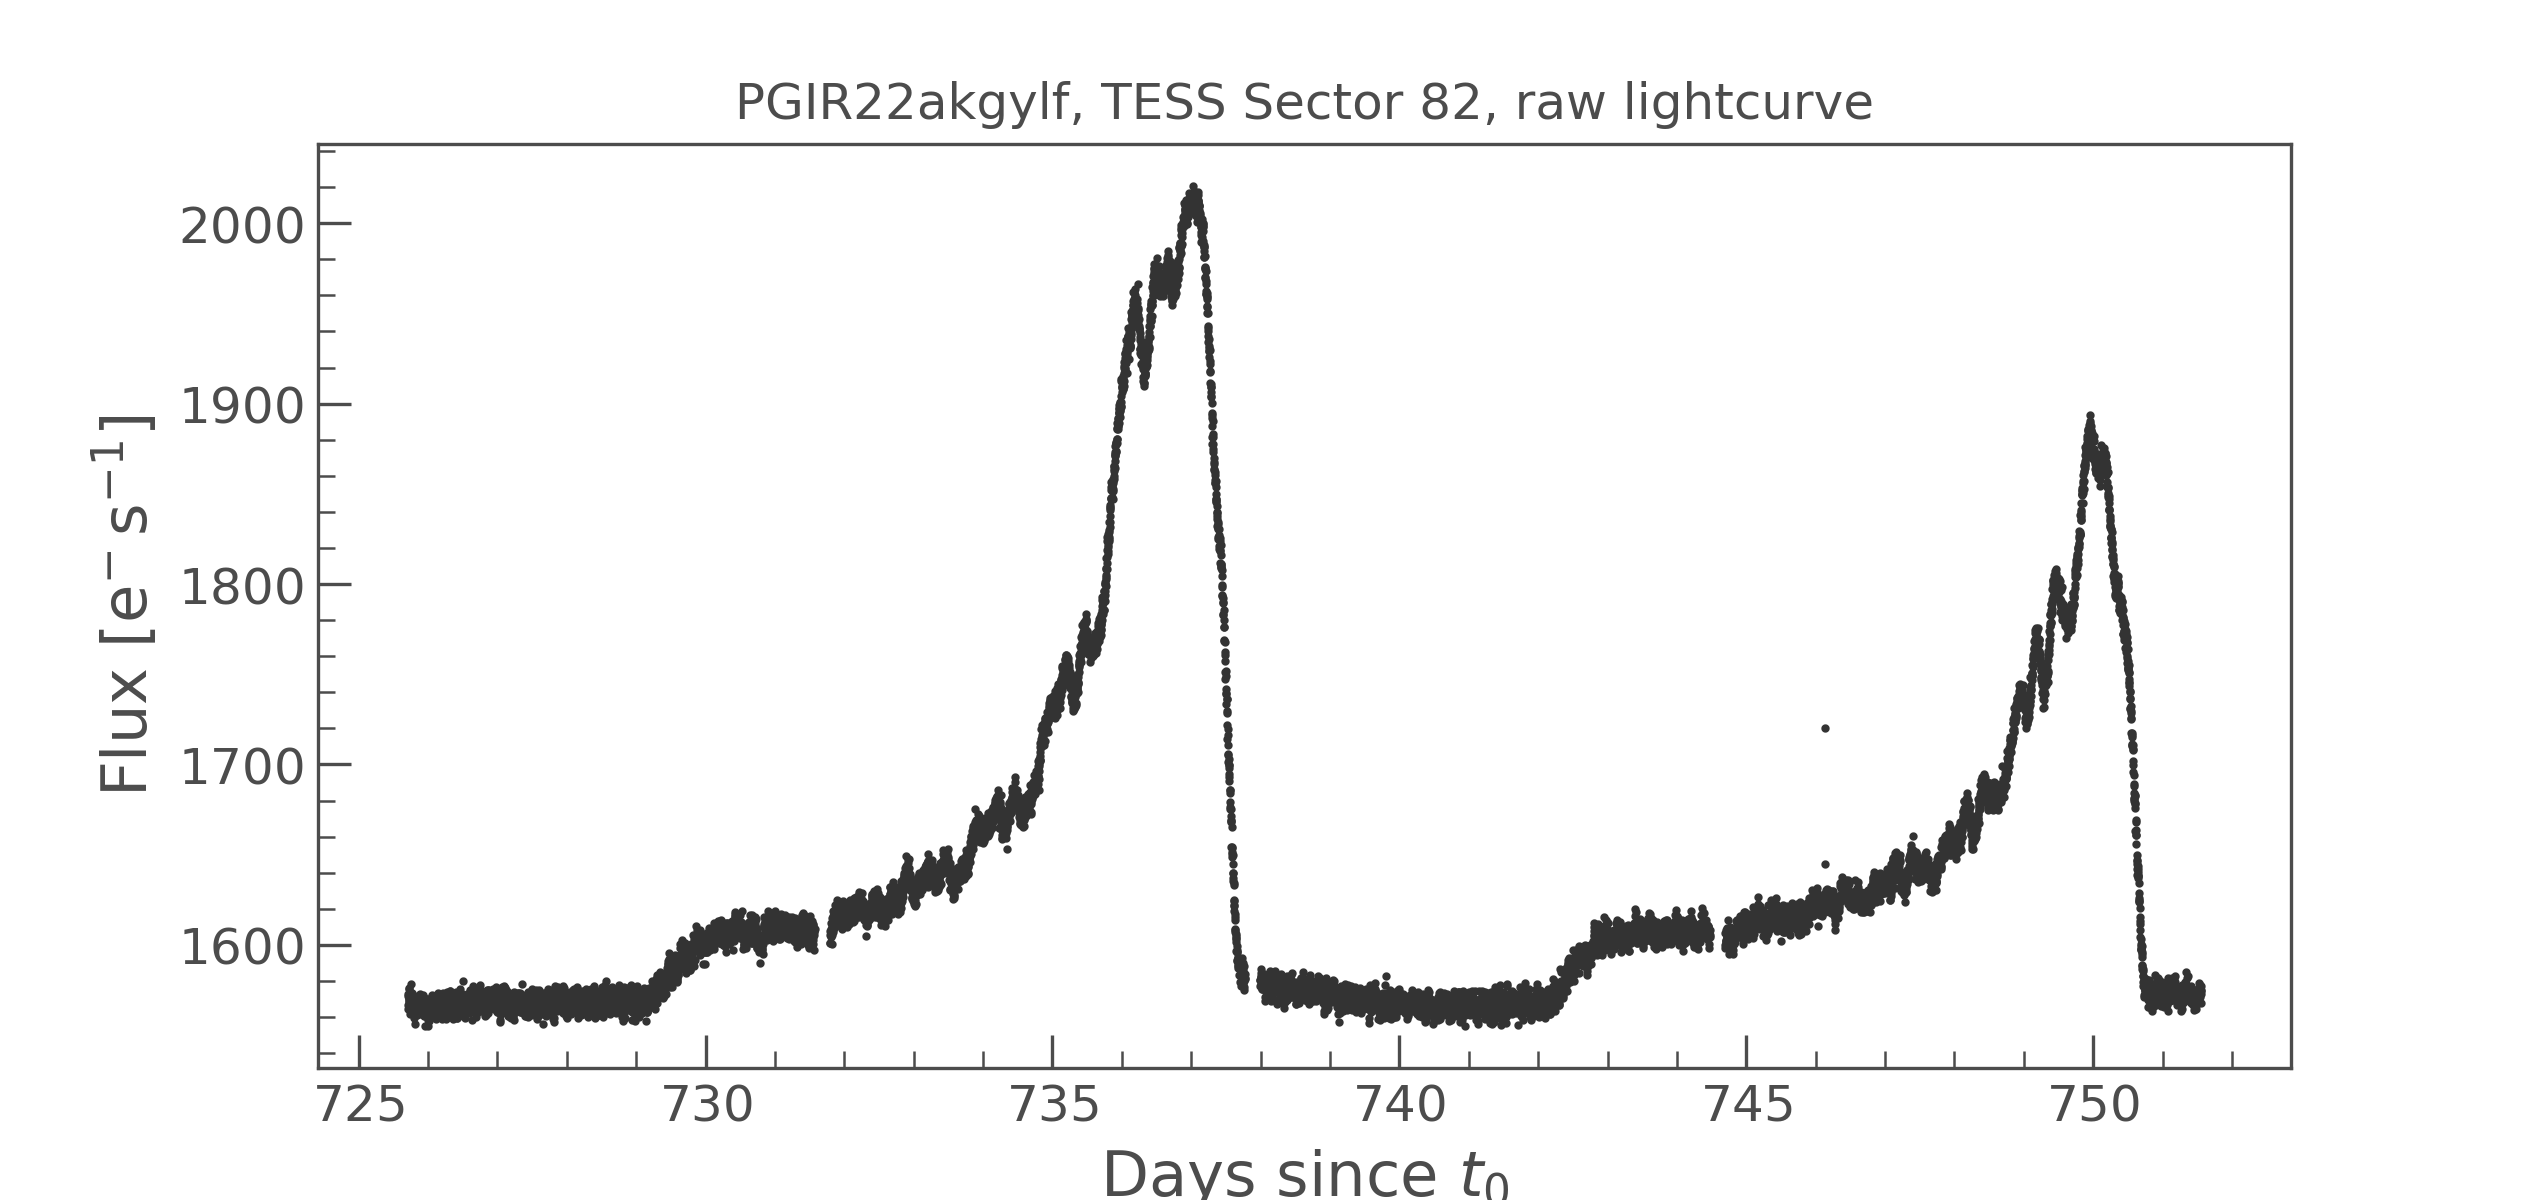 PGIR22akgylf, TESS Sector 82, raw lightcurve
Flux [e⁻ s⁻¹]
2000
1900
1800
1700
1600
725 730 735 740 745 750
Days since t₀